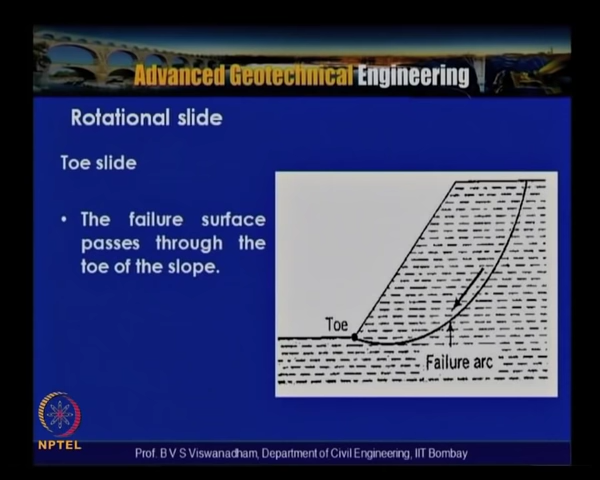 Advanced Geotechnical Engineering
Rotational slide
Toe slide
• The failure surface
passes through the
toe of the slope.
Toe
Failure arc
NPTEL
Prof. B V S Viswanadham, Department of Civil Engineering, IIT Bombay